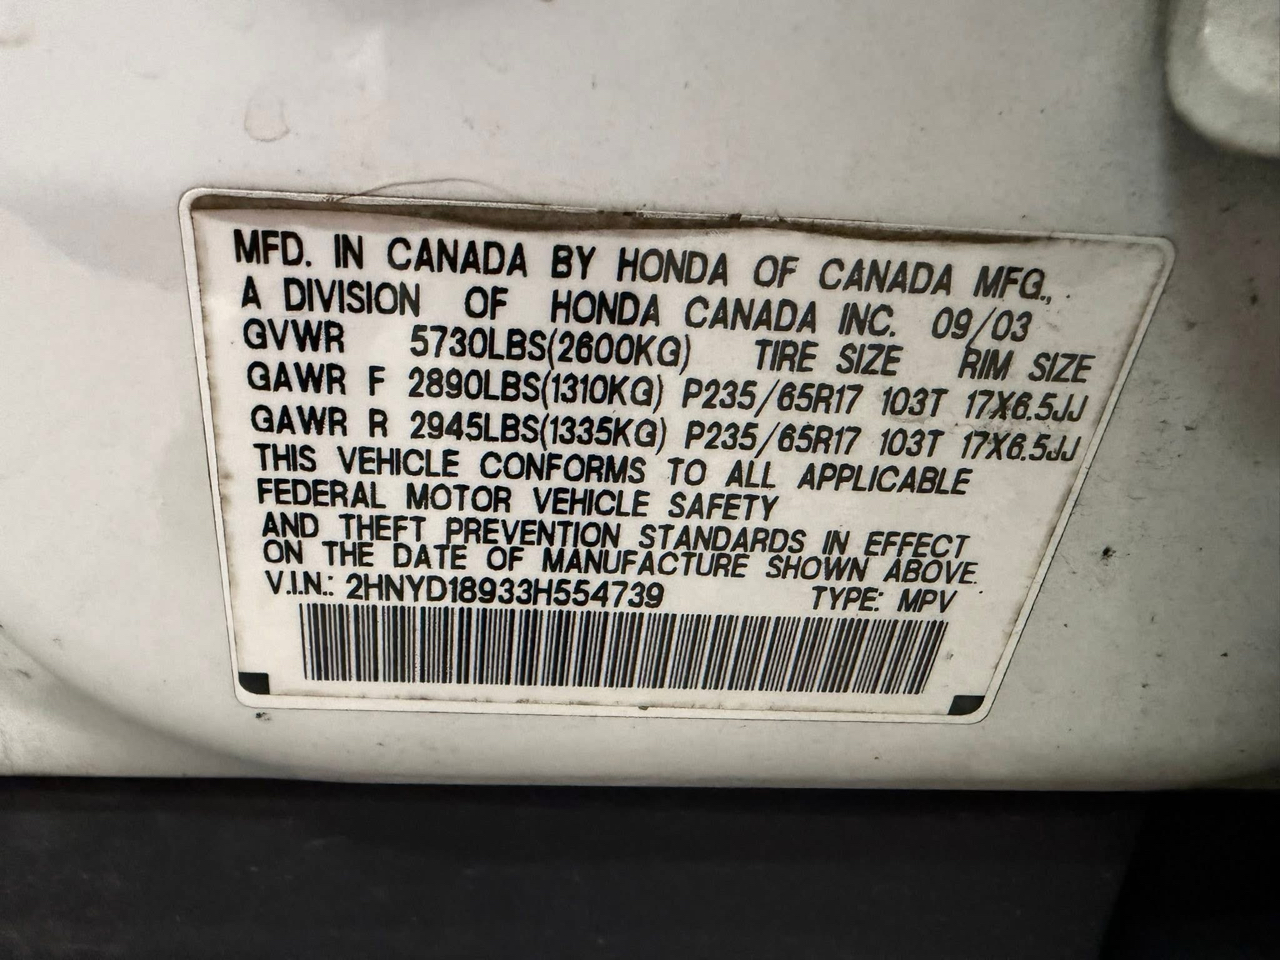 MFD. IN CANADA BY HONDA OF CANADA MFG.,
A DIVISION OF HONDA CANADA INC. 09/03
GVWR 5730LBS(2600KG) TIRE SIZE RIM SIZE
GAWR F 2890LBS(1310KG) P235/65R17 103T 17X6.5JJ
GAWR R 2945LBS(1335KG) P235/65R17 103T 17X6.5JJ
THIS VEHICLE CONFORMS TO ALL APPLICABLE
FEDERAL MOTOR VEHICLE SAFETY
AND THEFT PREVENTION STANDARDS IN EFFECT
ON THE DATE OF MANUFACTURE SHOWN ABOVE.
V.I.N.: 2HNYD18933H554739 TYPE: MPV